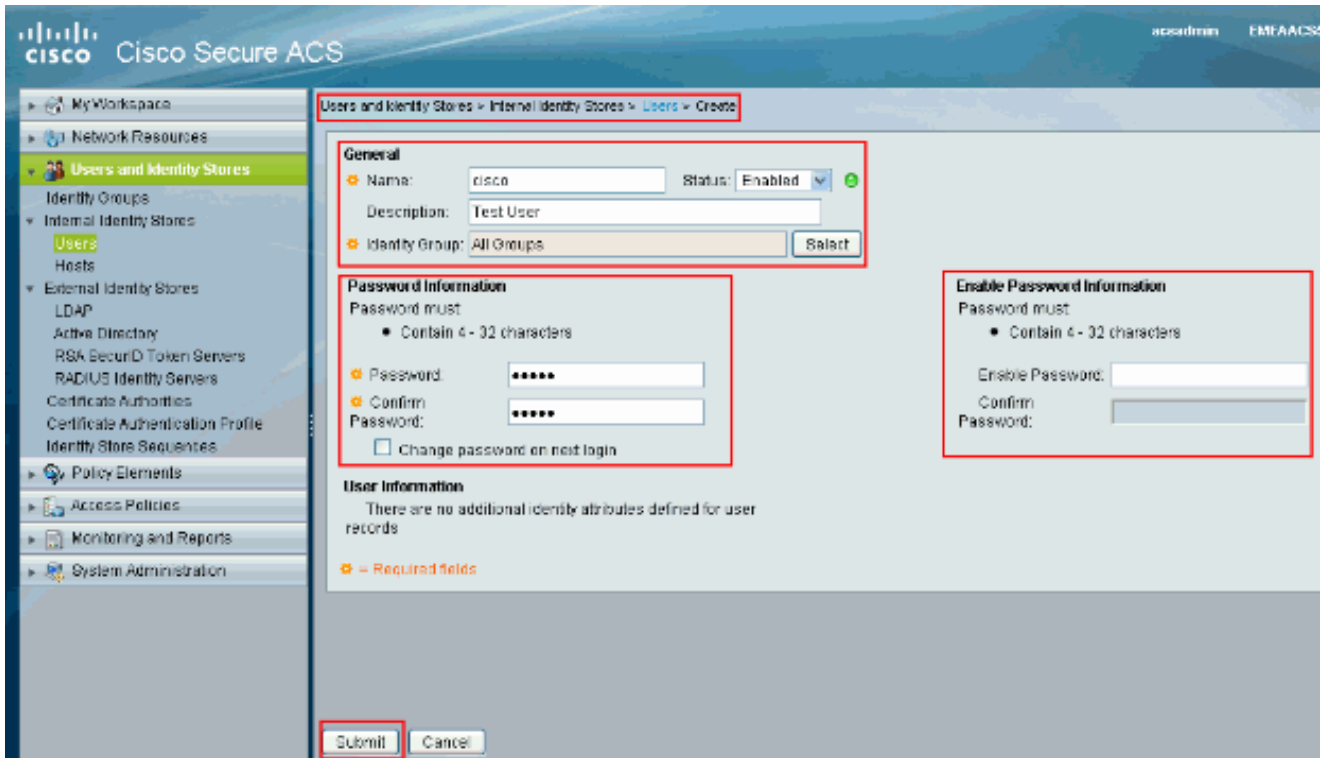 CISCO Cisco Secure ACS
acsadmin EMEAACS5
My Workspace
Network Resources
Users and Identity Stores
Identity Groups
Internal Identity Stores
Users
Hosts
External Identity Stores
LDAP
Active Directory
RSA SecurID Token Servers
RADIUS Identity Servers
Certificate Authorities
Certificate Authentication Profile
Identity Store Sequences
Policy Elements
Access Policies
Monitoring and Reports
System Administration
Users and Identity Stores > Internal Identity Stores > Users > Create
General
Name: cisco Status: Enabled
Description: Test User
Identity Group: All Groups Select
Password Information
Password must
• Contain 4 - 32 characters
Password: •••••
Confirm
Password: •••••
Change password on next login
Enable Password Information
Password must
• Contain 4 - 32 characters
Enable Password:
Confirm
Password:
User Information
There are no additional identity attributes defined for user
records
= Required fields
Submit Cancel